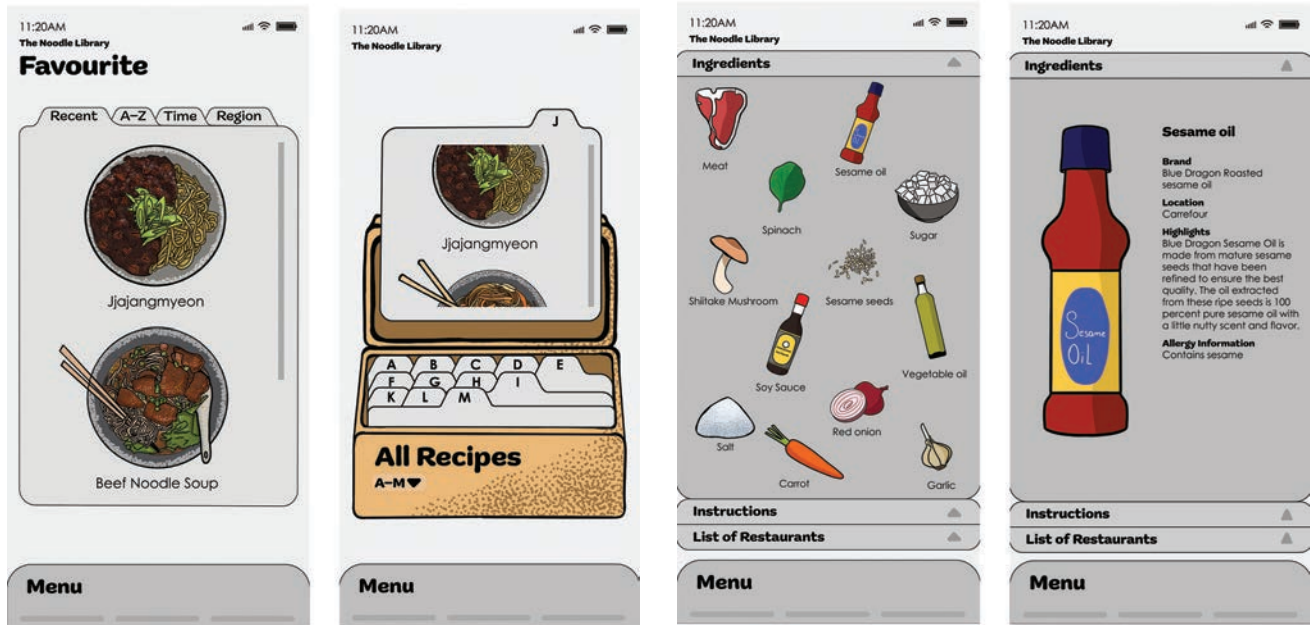 11:20AM
The Noodle Library
Favourite
Recent A–Z Time Region
Jjajangmyeon
Beef Noodle Soup
Menu
11:20AM
The Noodle Library
J
Jjajangmyeon
A B C D E
F G H I
K L M
All Recipes
A–M
Menu
11:20AM
The Noodle Library
Ingredients
Meat
Sesame oil
Spinach
Sugar
Shiitake Mushroom
Sesame seeds
Soy Sauce
Vegetable oil
Red onion
Salt
Carrot
Garlic
Instructions
List of Restaurants
Menu
11:20AM
The Noodle Library
Ingredients
Sesame
OiL
Sesame oil
Brand
Blue Dragon Roasted
sesame oil
Location
Carrefour
Highlights
Blue Dragon Sesame Oil is
made from mature sesame
seeds that have been
refined to ensure the best
quality. The oil extracted
from these ripe seeds is 100
percent pure sesame oil with
a little nutty scent and flavor.
Allergy Information
Contains sesame
Instructions
List of Restaurants
Menu